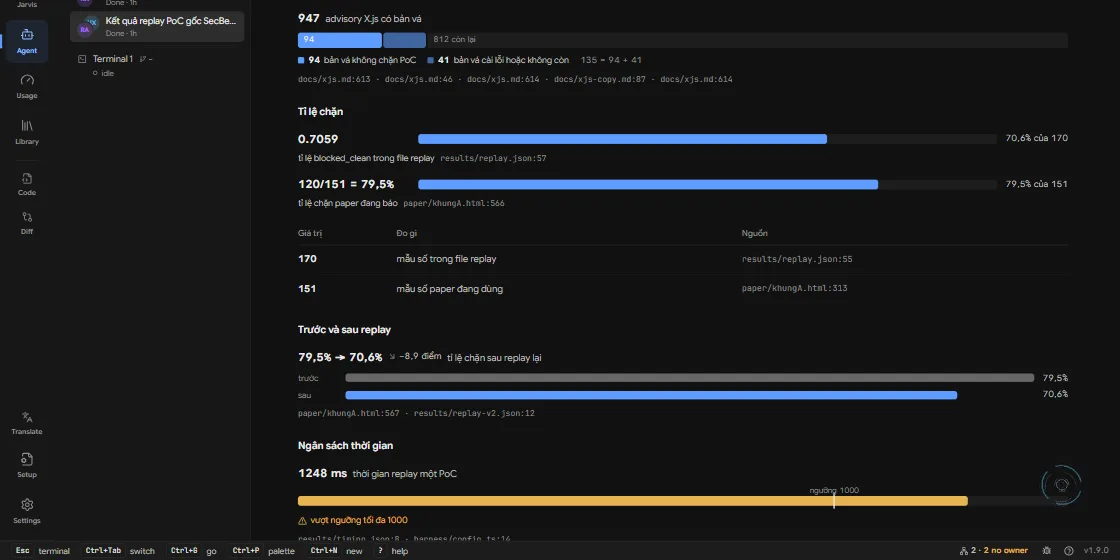 Jarvis
Agent
Usage
Library
Code
Diff
Translate
Setup
Settings
Done · 1h
Kết quả replay PoC gốc SecBe...
Done · 1h
Terminal 1
idle
947 advisory X.js có bản vá
94
812 còn lại
94 bản vá không chặn PoC 41 bản vá cài lỗi hoặc không còn 135 = 94 + 41
docs/xjs.md:613 · docs/xjs.md:46 · docs/xjs.md:614 · docs/xjs-copy.md:87 · docs/xjs.md:614
Tỉ lệ chặn
0.7059
70,6% của 170
tỉ lệ blocked_clean trong file replay results/replay.json:57
120/151 = 79,5%
79,5% của 151
tỉ lệ chặn paper đang báo paper/khungA.html:566
Giá trị Đo gì Nguồn
170 mẫu số trong file replay results/replay.json:55
151 mẫu số paper đang dùng paper/khungA.html:313
Trước và sau replay
79,5% → 70,6% ↘ −8,9 điểm tỉ lệ chặn sau replay lại
trước 79,5%
sau 70,6%
paper/khungA.html:567 · results/replay-v2.json:12
Ngân sách thời gian
1248 ms thời gian replay một PoC
ngưỡng 1000
vượt ngưỡng tối đa 1000
results/timing.json:8 · harness/config.ts:14
Esc terminal Ctrl+Tab switch Ctrl+G go Ctrl+P palette Ctrl+N new ? help
2 · 2 no owner v1.9.0